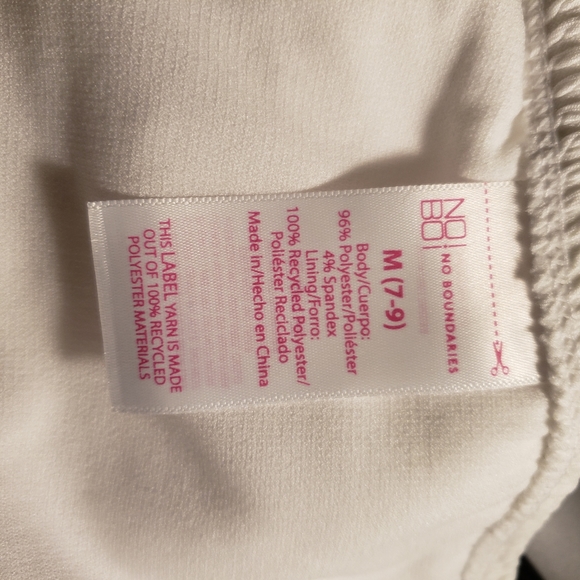 NO
BO
NO BOUNDARIES
M (7-9)
Body/Cuerpo:
96% Polyester/Poliéster
4% Spandex
Lining/Forro:
100% Recycled Polyester/
Poliéster Reciclado
Made in/Hecho en China
THIS LABEL YARN IS MADE
OUT OF 100% RECYCLED
POLYESTER MATERIALS